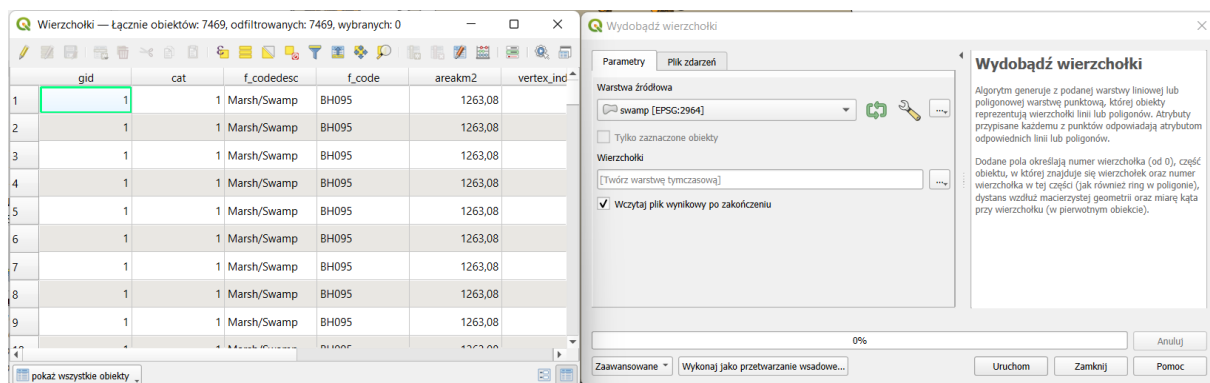 Wierzchołki — Łącznie obiektów: 7469, odfiltrowanych: 7469, wybranych: 0
gid cat f_codedesc f_code areakm2 vertex_ind
1 1 1 Marsh/Swamp BH095 1263,08
2 1 1 Marsh/Swamp BH095 1263,08
3 1 1 Marsh/Swamp BH095 1263,08
4 1 1 Marsh/Swamp BH095 1263,08
5 1 1 Marsh/Swamp BH095 1263,08
6 1 1 Marsh/Swamp BH095 1263,08
7 1 1 Marsh/Swamp BH095 1263,08
8 1 1 Marsh/Swamp BH095 1263,08
9 1 1 Marsh/Swamp BH095 1263,08
pokaż wszystkie obiekty
Wydobądź wierzchołki
Parametry Plik zdarzeń
Warstwa źródłowa
swamp [EPSG:2964]
Tylko zaznaczone obiekty
Wierzchołki
[Twórz warstwę tymczasową]
Wczytaj plik wynikowy po zakończeniu
Wydobądź wierzchołki
Algorytm generuje z podanej warstwy liniowej lub
poligonowej warstwę punktową, której obiekty
reprezentują wierzchołki linii lub poligonów. Atrybuty
przypisane każdemu z punktów odpowiadają atrybutom
odpowiednich linii lub poligonów.
Dodane pola określają numer wierzchołka (od 0), część
obiektu, w której znajduje się wierzchołek oraz numer
wierzchołka w tej części (jak również ring w poligonie),
dystans wzdłuż macierzystej geometrii oraz miarę kąta
przy wierzchołku (w pierwotnym obiekcie).
0% Anuluj
Zaawansowane Wykonaj jako przetwarzanie wsadowe... Uruchom Zamknij Pomoc